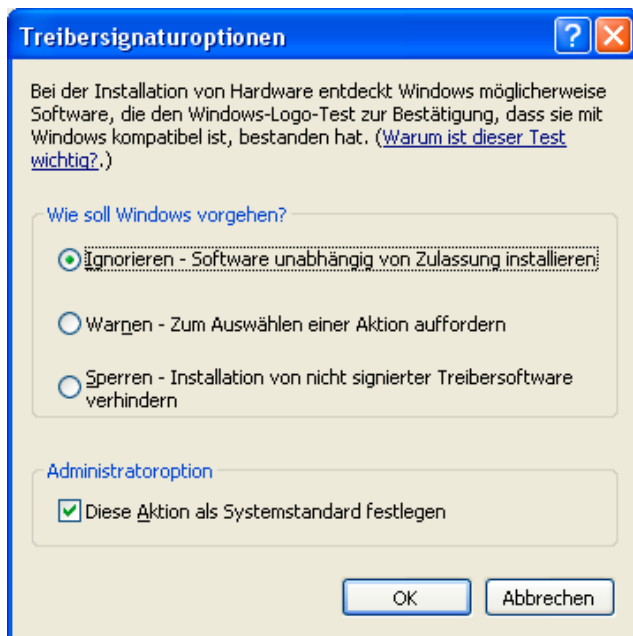 Treibersignaturoptionen
Bei der Installation von Hardware entdeckt Windows möglicherweise
Software, die den Windows-Logo-Test zur Bestätigung, dass sie mit
Windows kompatibel ist, bestanden hat. (Warum ist dieser Test
wichtig?.)
Wie soll Windows vorgehen?
Ignorieren - Software unabhängig von Zulassung installieren
Warnen - Zum Auswählen einer Aktion auffordern
Sperren - Installation von nicht signierter Treibersoftware
verhindern
Administratoroption
Diese Aktion als Systemstandard festlegen
OK Abbrechen